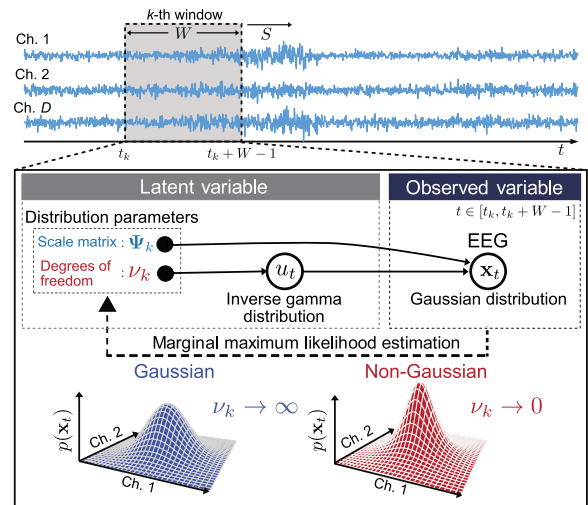 k-th window
W
S
Ch. 1
Ch. 2
Ch. D
t_k
t_k + W − 1
t
Latent variable
Observed variable
t ∈ [t_k, t_k + W − 1]
Distribution parameters
Scale matrix : Ψ_k
Degrees of freedom : ν_k
u_t
Inverse gamma
distribution
EEG
x_t
Gaussian distribution
Marginal maximum likelihood estimation
Gaussian
ν_k → ∞
p(x_t)
Ch. 2
Ch. 1
Non-Gaussian
ν_k → 0
p(x_t)
Ch. 2
Ch. 1